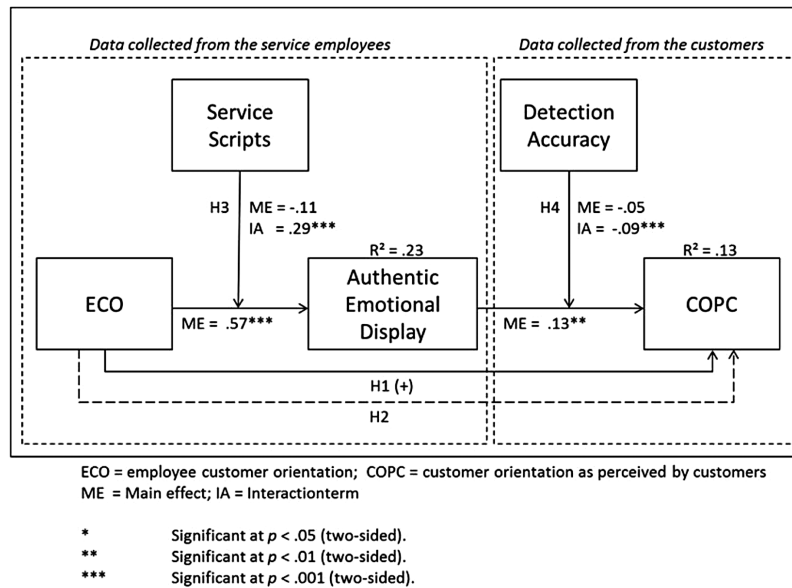 Data collected from the service employees
Data collected from the customers
Service
Scripts
Detection
Accuracy
H3
ME = -.11
IA = .29***
H4
ME = -.05
IA = -.09***
R² = .23
R² = .13
ECO
Authentic
Emotional
Display
COPC
ME = .57***
ME = .13**
H1 (+)
H2
ECO = employee customer orientation; COPC = customer orientation as perceived by customers
ME = Main effect; IA = Interactionterm
* Significant at p < .05 (two-sided).
** Significant at p < .01 (two-sided).
*** Significant at p < .001 (two-sided).